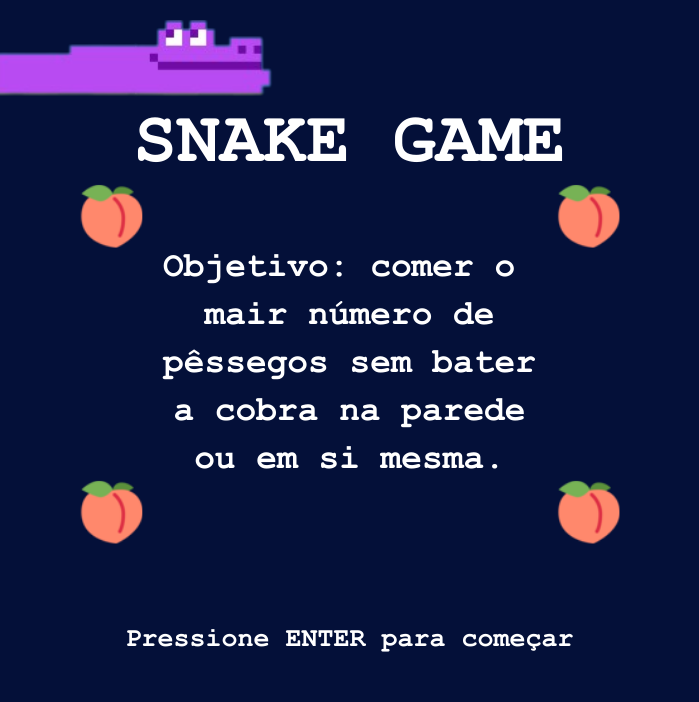 SNAKE GAME
Objetivo: comer o
mair número de
pêssegos sem bater
a cobra na parede
ou em si mesma.
Pressione ENTER para começar